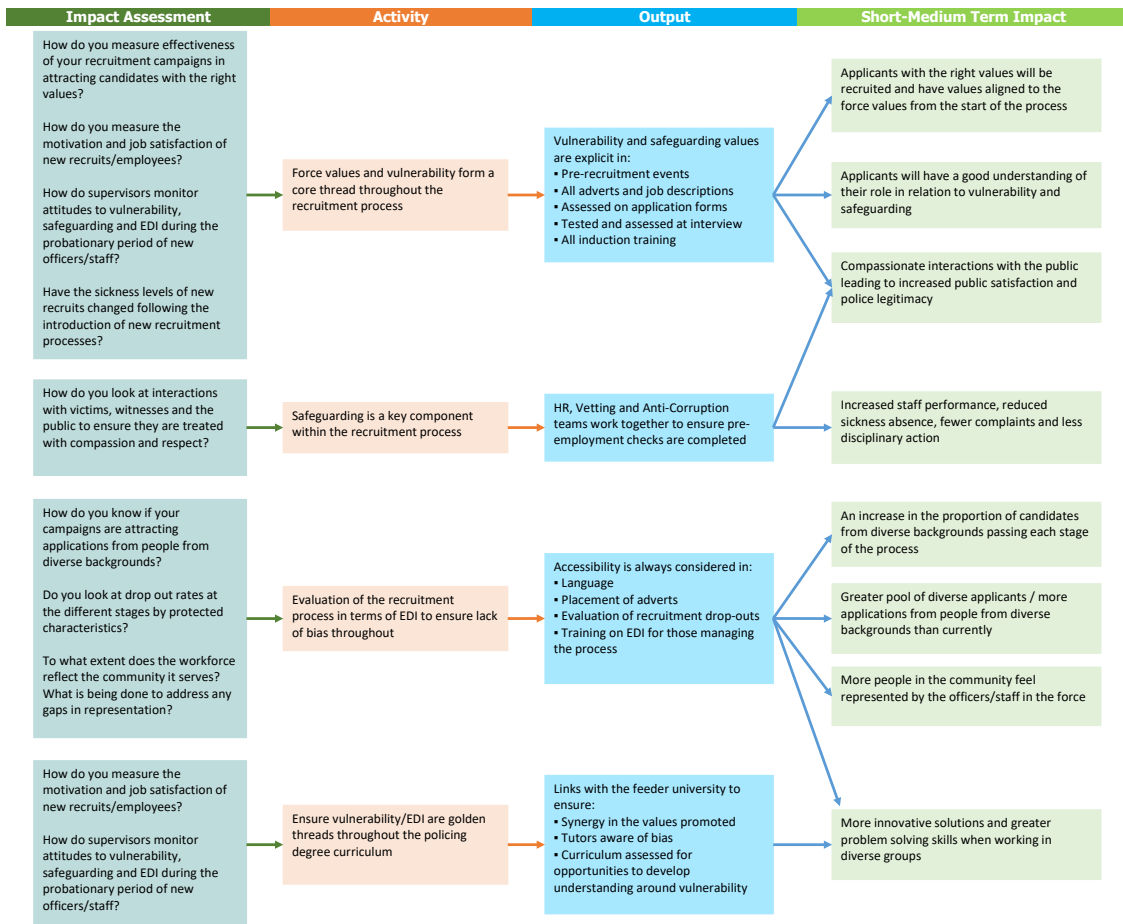 Impact Assessment
Activity
Output
Short-Medium Term Impact
How do you measure effectiveness
of your recruitment campaigns in
attracting candidates with the right
values?
How do you measure the
motivation and job satisfaction of
new recruits/employees?
How do supervisors monitor
attitudes to vulnerability,
safeguarding and EDI during the
probationary period of new
officers/staff?
Have the sickness levels of new
recruits changed following the
introduction of new recruitment
processes?
Force values and vulnerability form a
core thread throughout the
recruitment process
Vulnerability and safeguarding values
are explicit in:
▪ Pre-recruitment events
▪ All adverts and job descriptions
▪ Assessed on application forms
▪ Tested and assessed at interview
▪ All induction training
Applicants with the right values will be
recruited and have values aligned to the
force values from the start of the process
Applicants will have a good understanding of
their role in relation to vulnerability and
safeguarding
Compassionate interactions with the public
leading to increased public satisfaction and
police legitimacy
How do you look at interactions
with victims, witnesses and the
public to ensure they are treated
with compassion and respect?
Safeguarding is a key component
within the recruitment process
HR, Vetting and Anti-Corruption
teams work together to ensure pre-
employment checks are completed
Increased staff performance, reduced
sickness absence, fewer complaints and less
disciplinary action
How do you know if your
campaigns are attracting
applications from people from
diverse backgrounds?
Do you look at drop out rates at
the different stages by protected
characteristics?
To what extent does the workforce
reflect the community it serves?
What is being done to address any
gaps in representation?
Evaluation of the recruitment
process in terms of EDI to ensure lack
of bias throughout
Accessibility is always considered in:
▪ Language
▪ Placement of adverts
▪ Evaluation of recruitment drop-outs
▪ Training on EDI for those managing
the process
An increase in the proportion of candidates
from diverse backgrounds passing each stage
of the process
Greater pool of diverse applicants / more
applications from people from diverse
backgrounds than currently
More people in the community feel
represented by the officers/staff in the force
How do you measure the
motivation and job satisfaction of
new recruits/employees?
How do supervisors monitor
attitudes to vulnerability,
safeguarding and EDI during the
probationary period of new
officers/staff?
Ensure vulnerability/EDI are golden
threads throughout the policing
degree curriculum
Links with the feeder university to
ensure:
▪ Synergy in the values promoted
▪ Tutors aware of bias
▪ Curriculum assessed for
opportunities to develop
understanding around vulnerability
More innovative solutions and greater
problem solving skills when working in
diverse groups